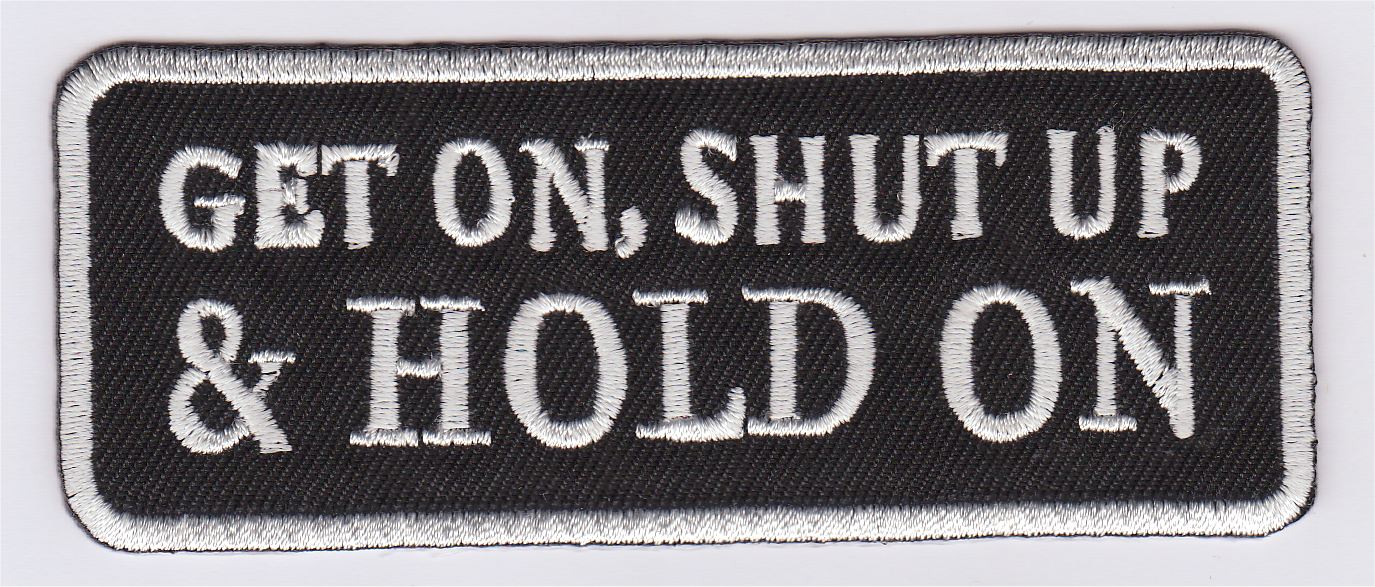 GET ON, SHUT UP
& HOLD ON